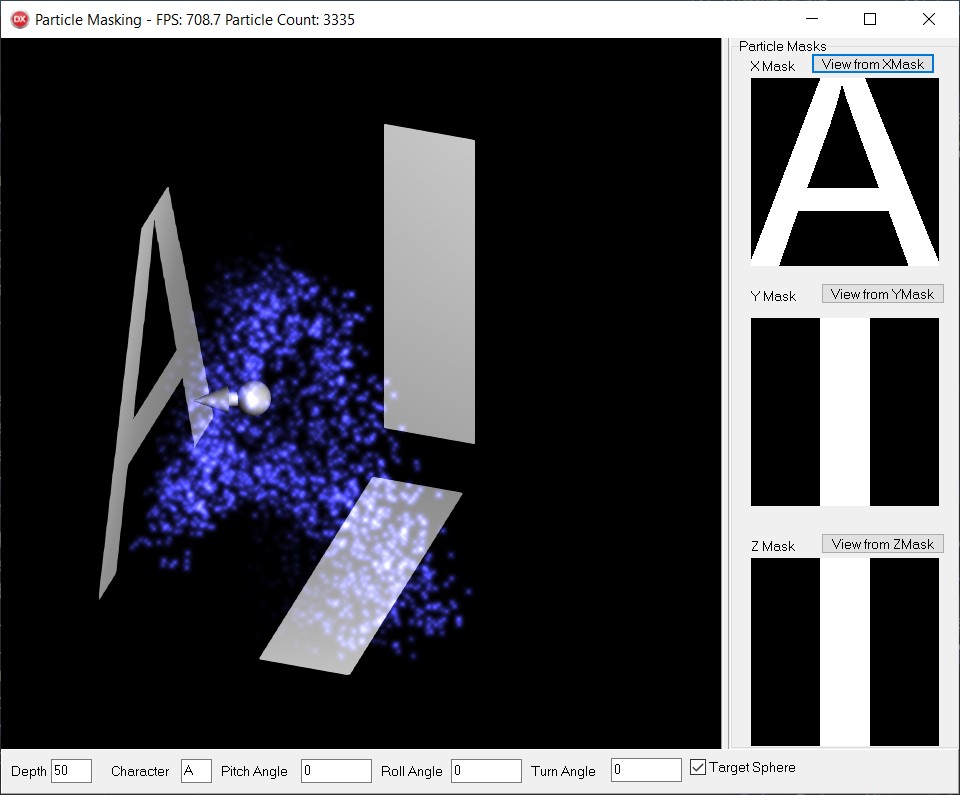 DX Particle Masking - FPS: 708.7 Particle Count: 3335
Particle Masks
X Mask View from XMask
A
Y Mask View from YMask
Z Mask View from ZMask
Depth 50 Character A Pitch Angle 0 Roll Angle 0 Turn Angle 0 Target Sphere